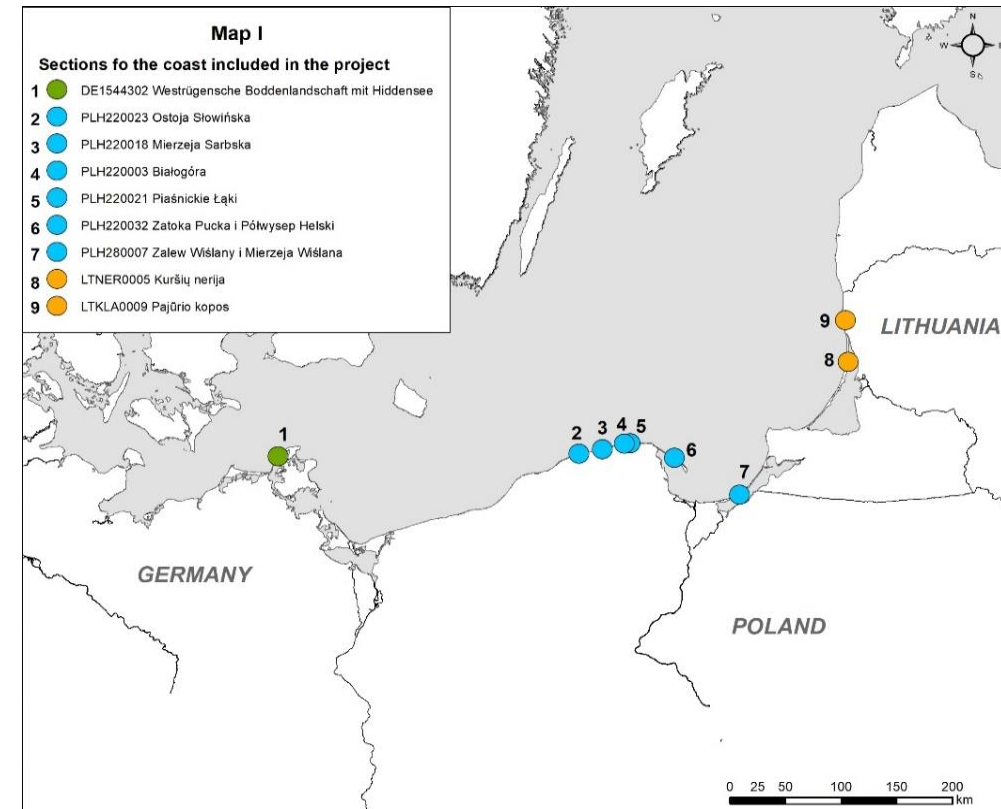 Map I
Sections fo the coast included in the project
1 DE1544302 Westrügensche Boddenlandschaft mit Hiddensee
2 PLH220023 Ostoja Słowińska
3 PLH220018 Mierzeja Sarbska
4 PLH220003 Białogóra
5 PLH220021 Piaśnickie Łąki
6 PLH220032 Zatoka Pucka i Półwysep Helski
7 PLH280007 Zalew Wiślany i Mierzeja Wiślana
8 LTNER0005 Kuršių nerija
9 LTKLA0009 Pajūrio kopos
N
W E
S
9
LITHUANIA
8
1
2 3 4 5
6
7
GERMANY
POLAND
0 25 50 100 150 200
km